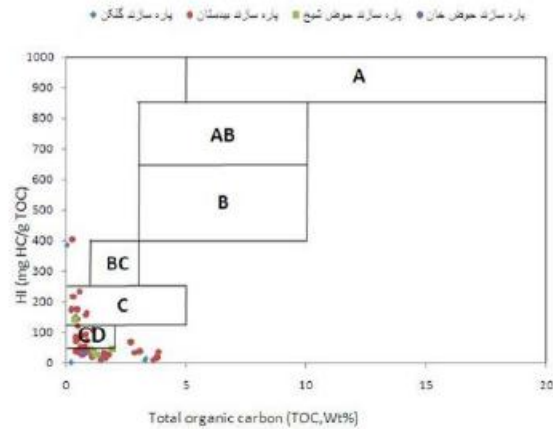 پاره سازند گلکن پاره سازند میدستان پاره سازند حوض شیخ پاره سازند حوض خان
1000
900
800
700
600
500
400
300
200
100
0
HI (mg HC/g TOC)
A
AB
B
BC
C
CD
0 5 10 15 20
Total organic carbon (TOC,Wt%)